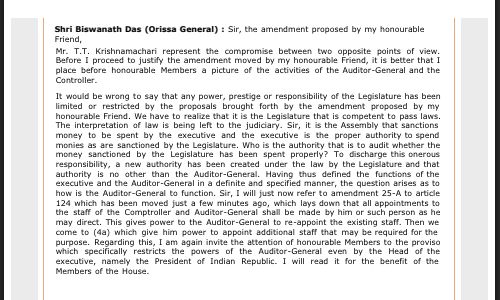 Shri Biswanath Das (Orissa General) : Sir, the amendment proposed by my honourable
Friend,
Mr. T.T. Krishnamachari represent the compromise between two opposite points of view.
Before I proceed to justify the amendment moved by my honourable Friend, it is better that I
place before honourable Members a picture of the activities of the Auditor-General and the
Controller.
It would be wrong to say that any power, prestige or responsibility of the Legislature has been
limited or restricted by the proposals brought forth by the amendment proposed by my
honourable Friend. We have to realize that it is the Legislature that is competent to pass laws.
The interpretation of law is being left to the judiciary. Sir, it is the Assembly that sanctions
money to be spent by the executive and the executive is the proper authority to spend
monies as are sanctioned by the Legislature. Who is the authority that is to audit whether the
money sanctioned by the Legislature has been spent properly? To discharge this onerous
responsibility, a new authority has been created under the law by the Legislature and that
authority is no other than the Auditor-General. Having thus defined the functions of the
executive and the Auditor-General in a definite and specified manner, the question arises as to
how is the Auditor-General to function. Sir, I will just now refer to amendment 25-A to article
124 which has been moved just a few minutes ago, which lays down that all appointments to
the staff of the Comptroller and Auditor-General shall be made by him or such person as he
may direct. This gives power to the Auditor-General to re-appoint the existing staff. Then we
come to (4a) which give him power to appoint additional staff that may be required for the
purpose. Regarding this, I am again invite the attention of honourable Members to the proviso
which specifically restricts the powers of the Auditor-General even by the Head of the
executive, namely the President of Indian Republic. I will read it for the benefit of the
Members of the House.